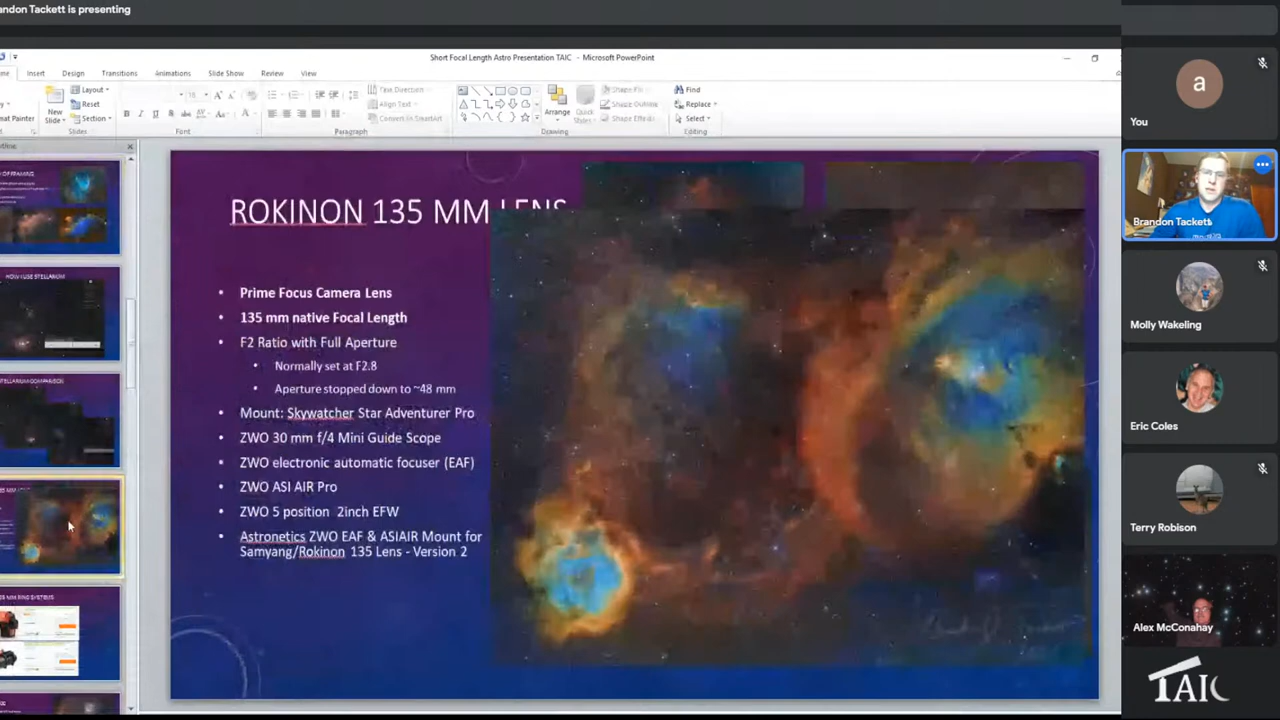 andon Tackett is presenting
Short Focal Length Astro Presentation TAIC - Microsoft PowerPoint
Insert Design Transitions Animations Slide Show Review View
New Slide
Layout
Reset
Section
Slides
mat Painter
18
B I U S
Font
Text Direction
Align Text
Convert to SmartArt
Paragraph
Arrange
Quick Styles
Shape Outline
Shape Effects
Drawing
Find
Replace
Select
Editing
ROKINON 135 MM LENS
• Prime Focus Camera Lens
• 135 mm native Focal Length
• F2 Ratio with Full Aperture
• Normally set at F2.8
• Aperture stopped down to ~48 mm
• Mount: Skywatcher Star Adventurer Pro
• ZWO 30 mm f/4 Mini Guide Scope
• ZWO electronic automatic focuser (EAF)
• ZWO ASI AIR Pro
• ZWO 5 position 2inch EFW
• Astronetics ZWO EAF & ASIAIR Mount for
Samyang/Rokinon 135 Lens - Version 2
a
You
Brandon Tackett
Molly Wakeling
Eric Coles
Terry Robison
Alex McConahay
TAIC